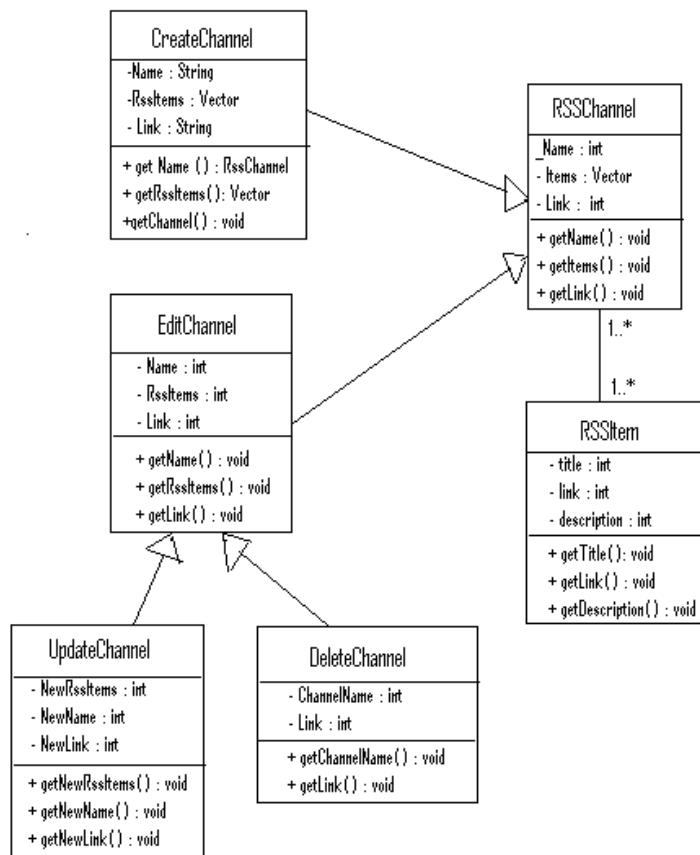 CreateChannel
-Name : String
-RssItems : Vector
- Link : String
+ get Name () : RssChannel
+ getRssItems() : Vector
+getChannel() : void
RSSChannel
_Name : int
- Items : Vector
- Link : int
+ getName() : void
+ getItems() : void
+ getLink() : void
1..*
1..*
EditChannel
- Name : int
- RssItems : int
- Link : int
+ getName() : void
+ getRssItems() : void
+ getLink() : void
RSSItem
- title : int
- link : int
- description : int
+ getTitle() : void
+ getLink() : void
+ getDescription() : void
UpdateChannel
- NewRssItems : int
- NewName : int
- NewLink : int
+ getNewRssItems() : void
+ getNewName() : void
+ getNewLink() : void
DeleteChannel
- ChannelName : int
- Link : int
+ getChannelName() : void
+ getLink() : void